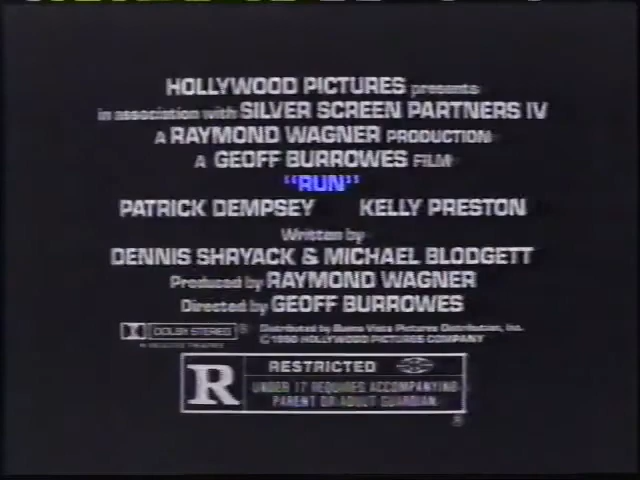 HOLLYWOOD PICTURES presents
in association with SILVER SCREEN PARTNERS IV
A RAYMOND WAGNER PRODUCTION
A GEOFF BURROWES FILM
"RUN"
PATRICK DEMPSEY KELLY PRESTON
Written by
DENNIS SHRYACK & MICHAEL BLODGETT
Produced by RAYMOND WAGNER
Directed by GEOFF BURROWES
DOLBY STEREO ® Distributed by Buena Vista Pictures Distribution, Inc.
IN SELECTED THEATRES ©1990 HOLLYWOOD PICTURES COMPANY
R RESTRICTED
UNDER 17 REQUIRES ACCOMPANYING
PARENT OR ADULT GUARDIAN
®